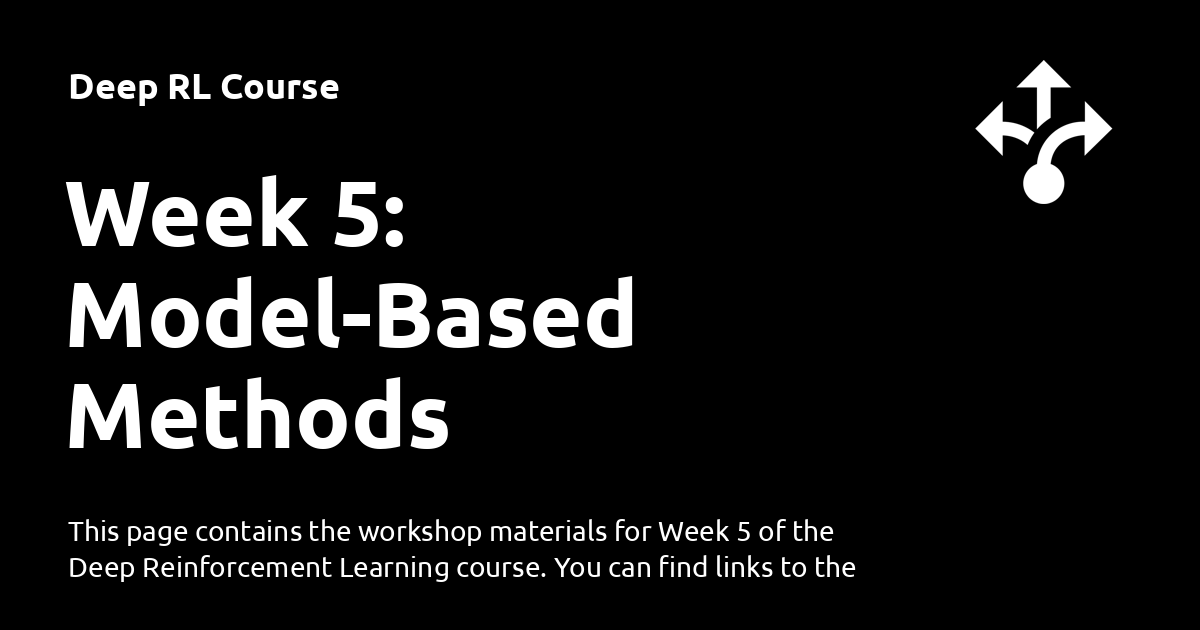 Deep RL Course
Week 5:
Model-Based
Methods
This page contains the workshop materials for Week 5 of the
Deep Reinforcement Learning course. You can find links to the